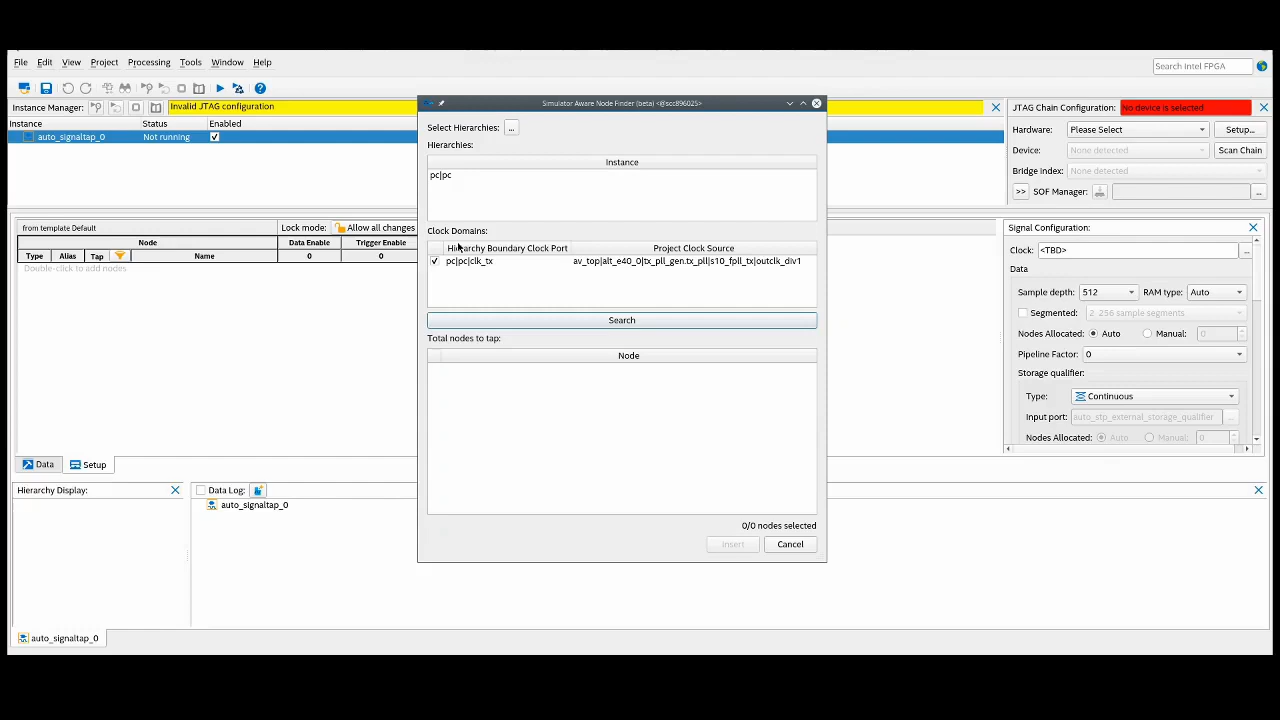 File Edit View Project Processing Tools Window Help
Search Intel FPGA
Instance Manager:
Invalid JTAG configuration
Instance Status Enabled
auto_signaltap_0 Not running
JTAG Chain Configuration: No device is selected
Hardware: Please Select Setup...
Device: None detected Scan Chain
Bridge Index: None detected
>> SOF Manager: ...
Simulator Aware Node Finder (beta) <@scc896025>
Select Hierarchies: ...
Hierarchies:
Instance
pc|pc
Clock Domains:
Hierarchy Boundary Clock Port Project Clock Source
pc|pc|clk_tx av_top|alt_e40_0|tx_pll_gen.tx_pll|s10_fpll_tx|outclk_div1
Search
Total nodes to tap:
Node
0/0 nodes selected
Insert Cancel
from template Default Lock mode: Allow all changes
Node Data Enable Trigger Enable
Type Alias Tap Name 0 0
Double-click to add nodes
Data Setup
Signal Configuration:
Clock: <TBD> ...
Data
Sample depth: 512 RAM type: Auto
Segmented: 2 256 sample segments
Nodes Allocated: Auto Manual: 0
Pipeline Factor: 0
Storage qualifier:
Type: Continuous
Input port: auto_stp_external_storage_qualifier ...
Nodes Allocated: Auto Manual: 0
Hierarchy Display:
Data Log:
auto_signaltap_0
auto_signaltap_0